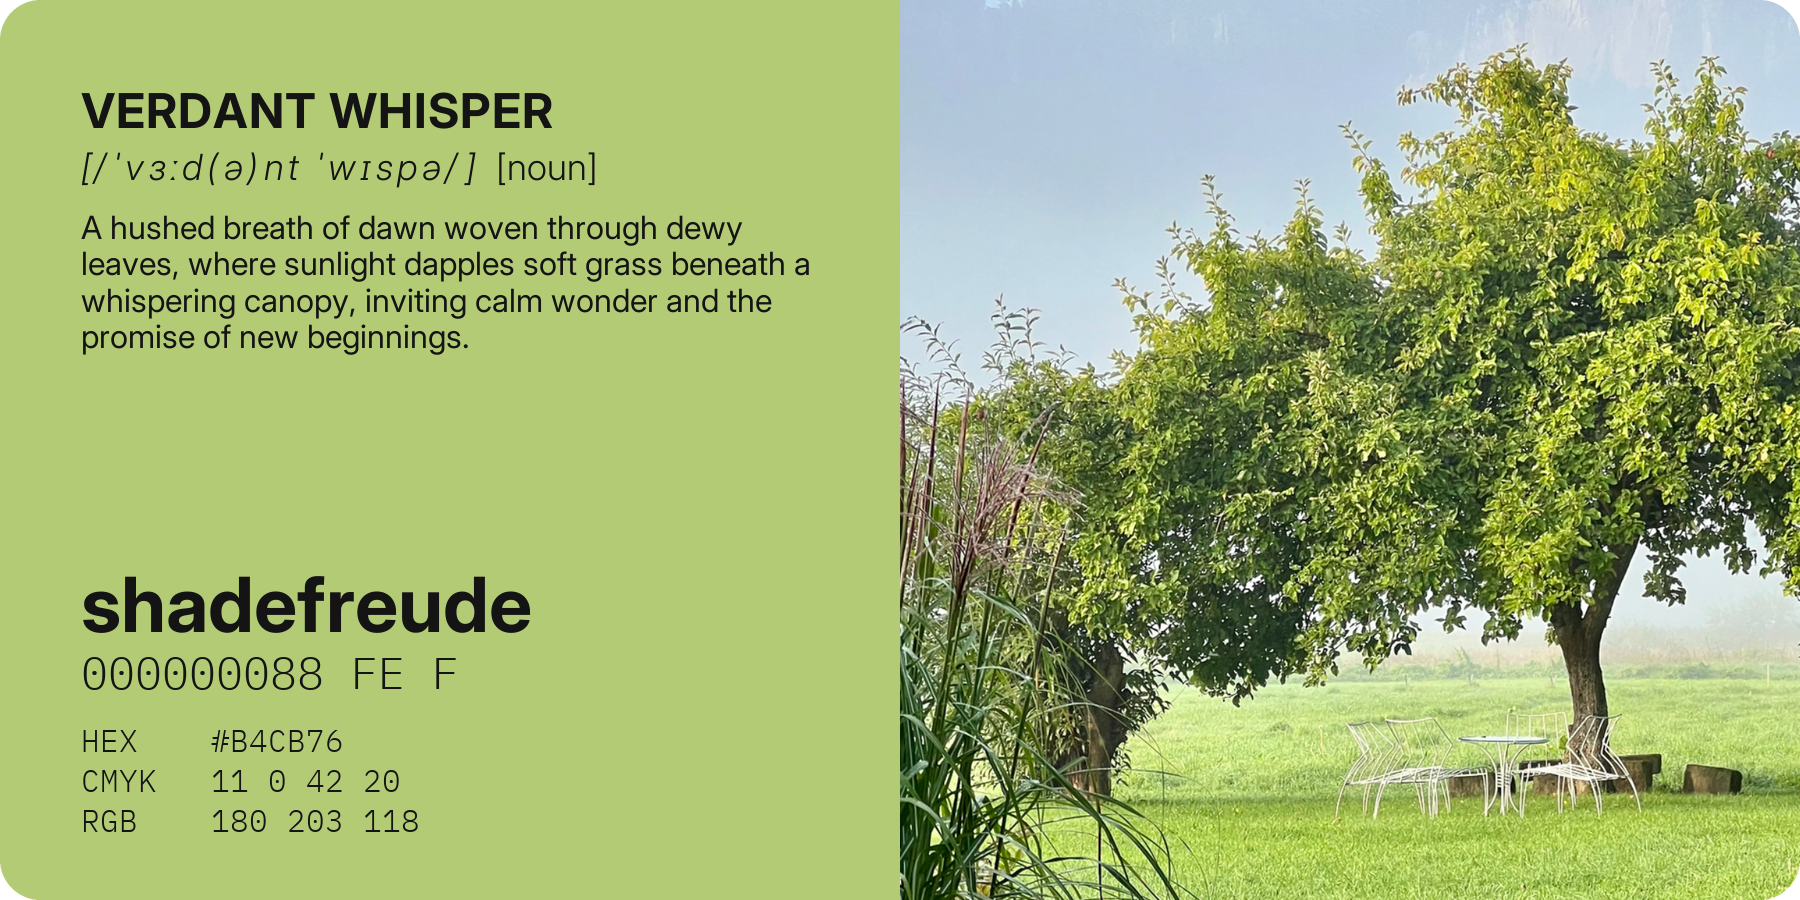 VERDANT WHISPER
[/ˈvɜːd(ə)nt ˈwɪspə/] [noun]
A hushed breath of dawn woven through dewy
leaves, where sunlight dapples soft grass beneath a
whispering canopy, inviting calm wonder and the
promise of new beginnings.
shadefreude
000000088 FE F
HEX #B4CB76
CMYK 11 0 42 20
RGB 180 203 118